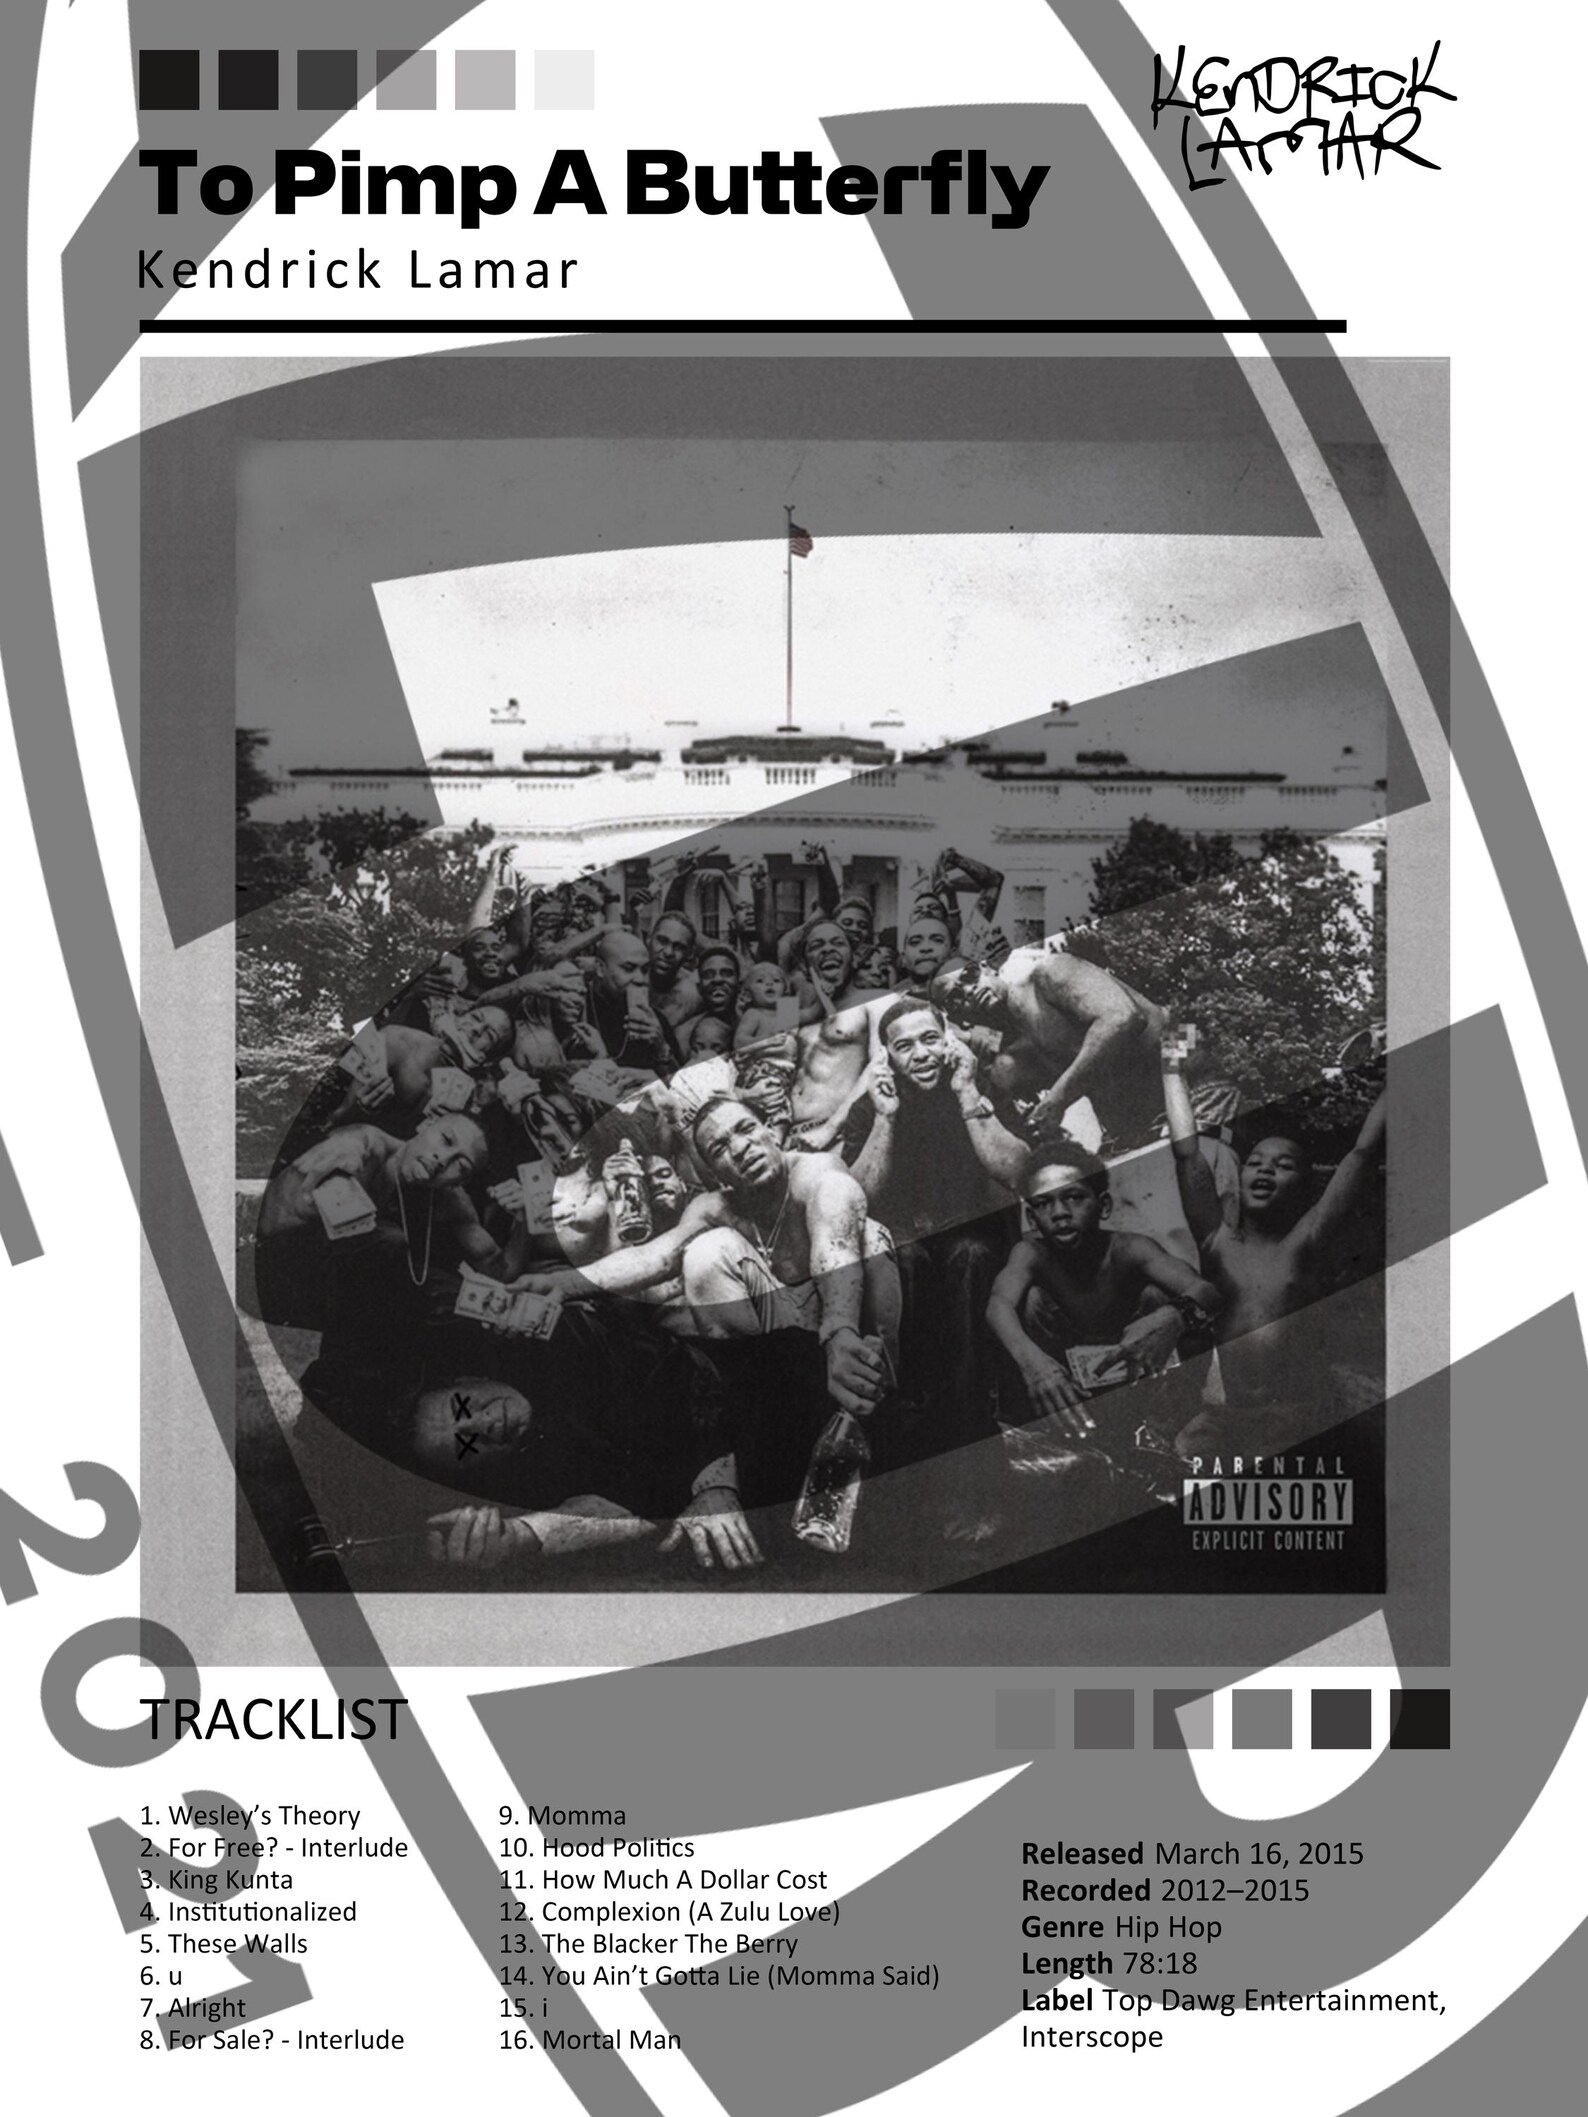 KENDRICK
LAMAR
To Pimp A Butterfly
Kendrick Lamar
PARENTAL
ADVISORY
EXPLICIT CONTENT
TRACKLIST
1. Wesley’s Theory
2. For Free? - Interlude
3. King Kunta
4. Institutionalized
5. These Walls
6. u
7. Alright
8. For Sale? - Interlude
9. Momma
10. Hood Politics
11. How Much A Dollar Cost
12. Complexion (A Zulu Love)
13. The Blacker The Berry
14. You Ain’t Gotta Lie (Momma Said)
15. i
16. Mortal Man
Released March 16, 2015
Recorded 2012–2015
Genre Hip Hop
Length 78:18
Label Top Dawg Entertainment,
Interscope
2021